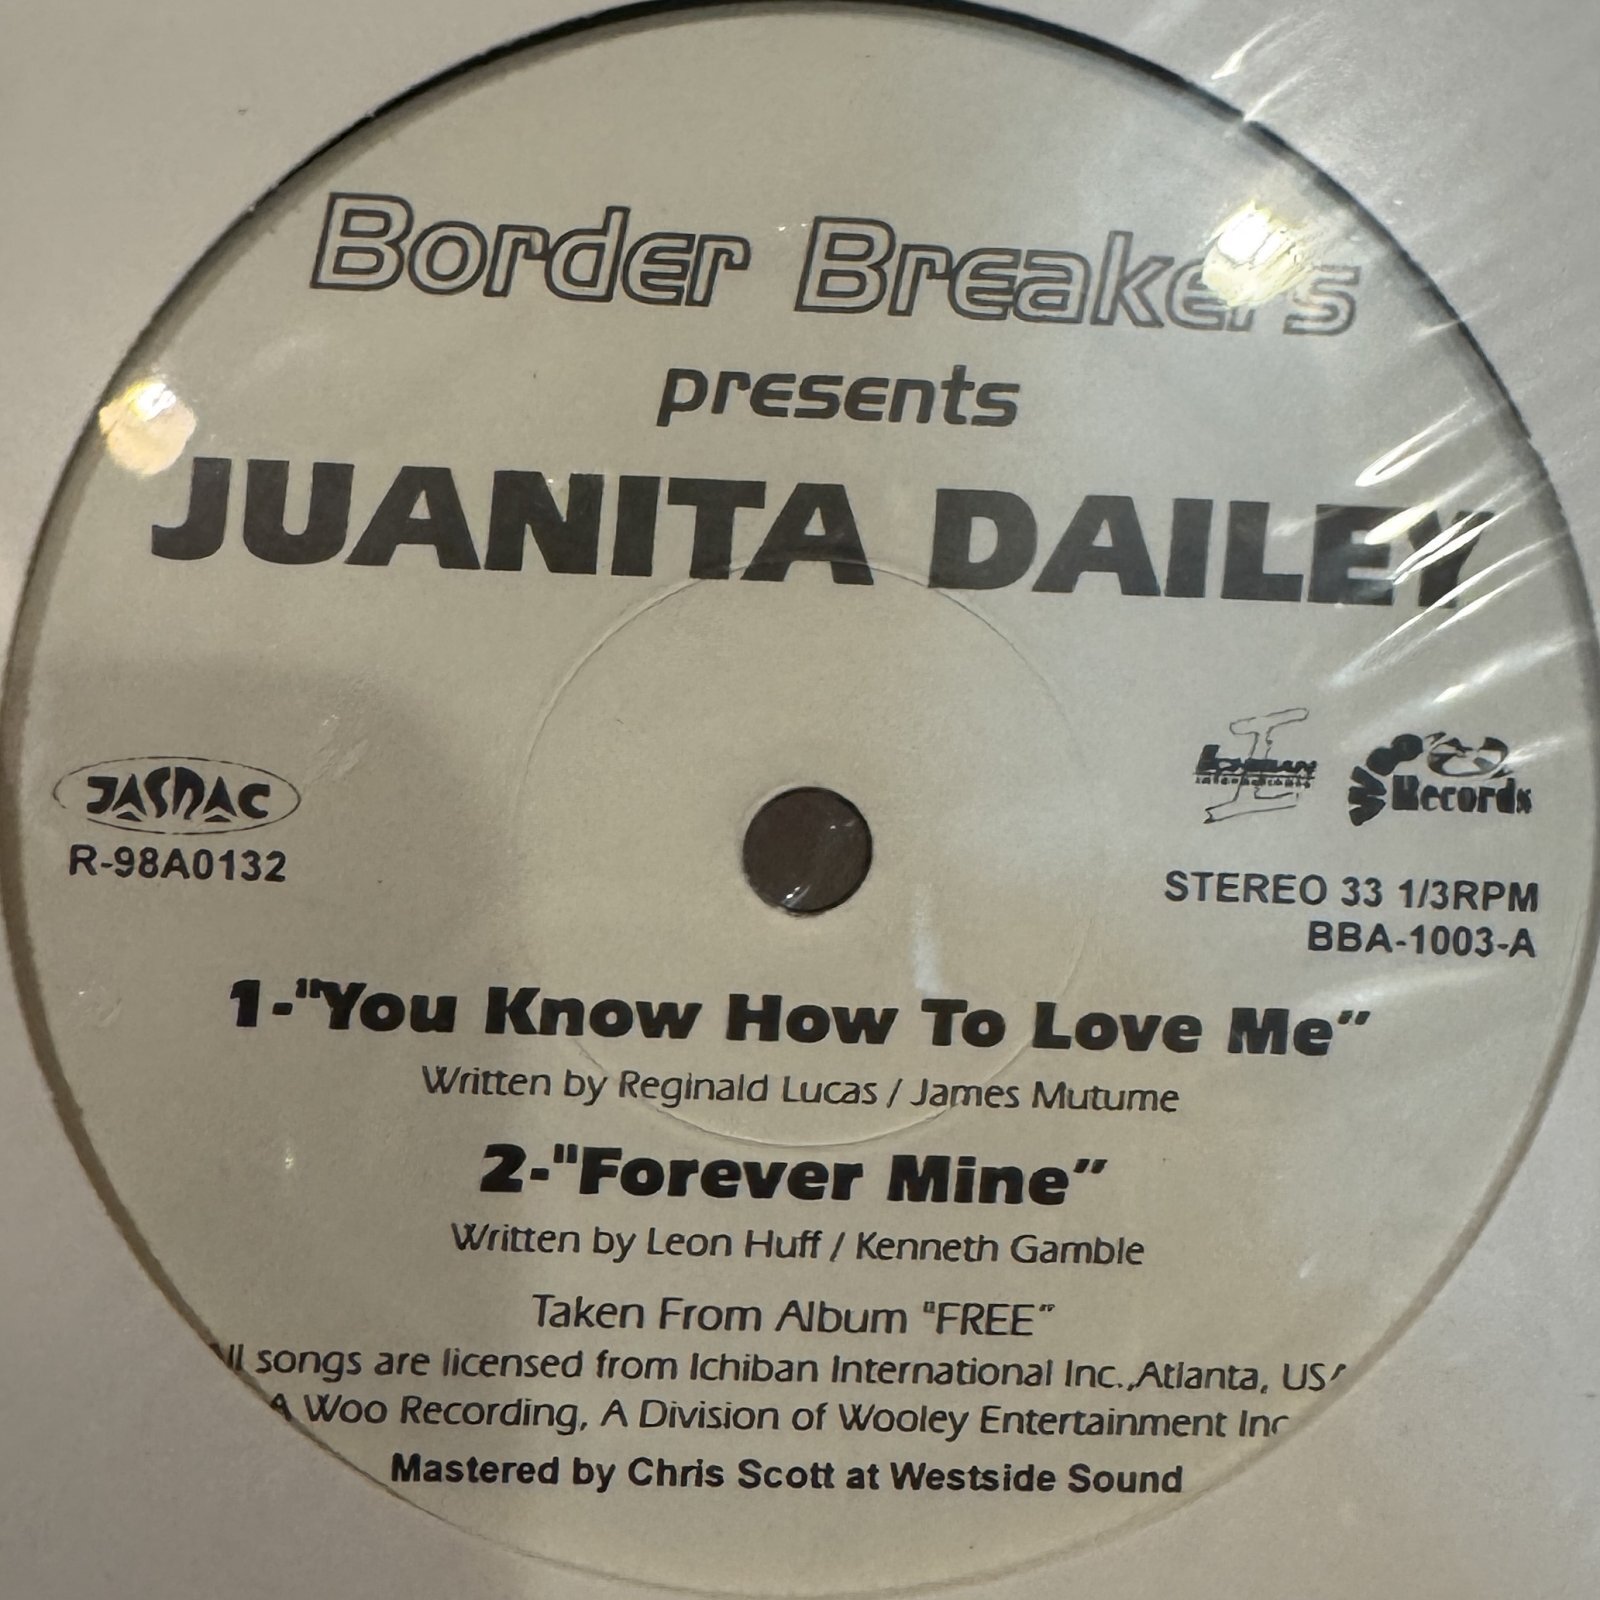 Border Breakers
presents
JUANITA DAILEY
JASRAC
R-98A0132
ICHIBAN
International
Woo
Records
STEREO 33 1/3RPM
BBA-1003-A
1-"You Know How To Love Me"
Written by Reginald Lucas / James Mutume
2-"Forever Mine"
Written by Leon Huff / Kenneth Gamble
Taken From Album "FREE"
All songs are licensed from Ichiban International Inc.,Atlanta, USA
A Woo Recording, A Division of Wooley Entertainment Inc
Mastered by Chris Scott at Westside Sound